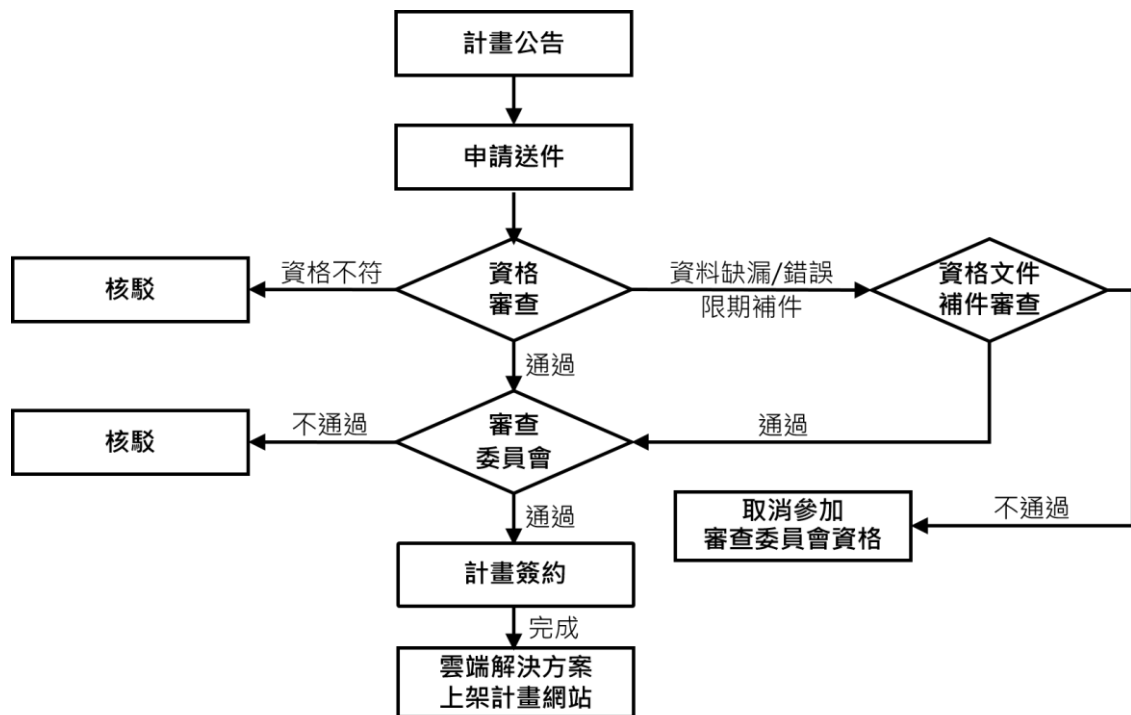 計畫公告
申請送件
資格不符
資格
審查
資料缺漏/錯誤
限期補件
資格文件
補件審查
核駁
通過
不通過
審查
委員會
通過
核駁
通過
取消參加
審查委員會資格
不通過
計畫簽約
完成
雲端解決方案
上架計畫網站